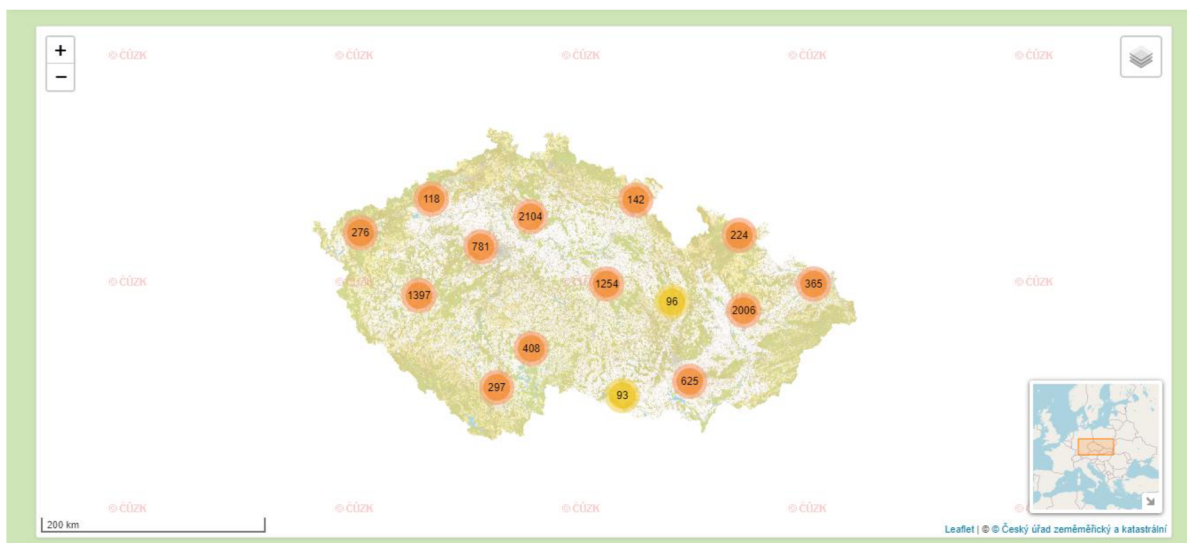 +
© ČÚZK © ČÚZK © ČÚZK © ČÚZK © ČÚZK
−
118
142
2104
276
224
781
1397
1254
365
© ČÚZK
© ČÚZK
96
2006
408
297
625
93
© ČÚZK © ČÚZK © ČÚZK © ČÚZK
200 km
Leaflet | © © Český úřad zeměměřický a katastrální